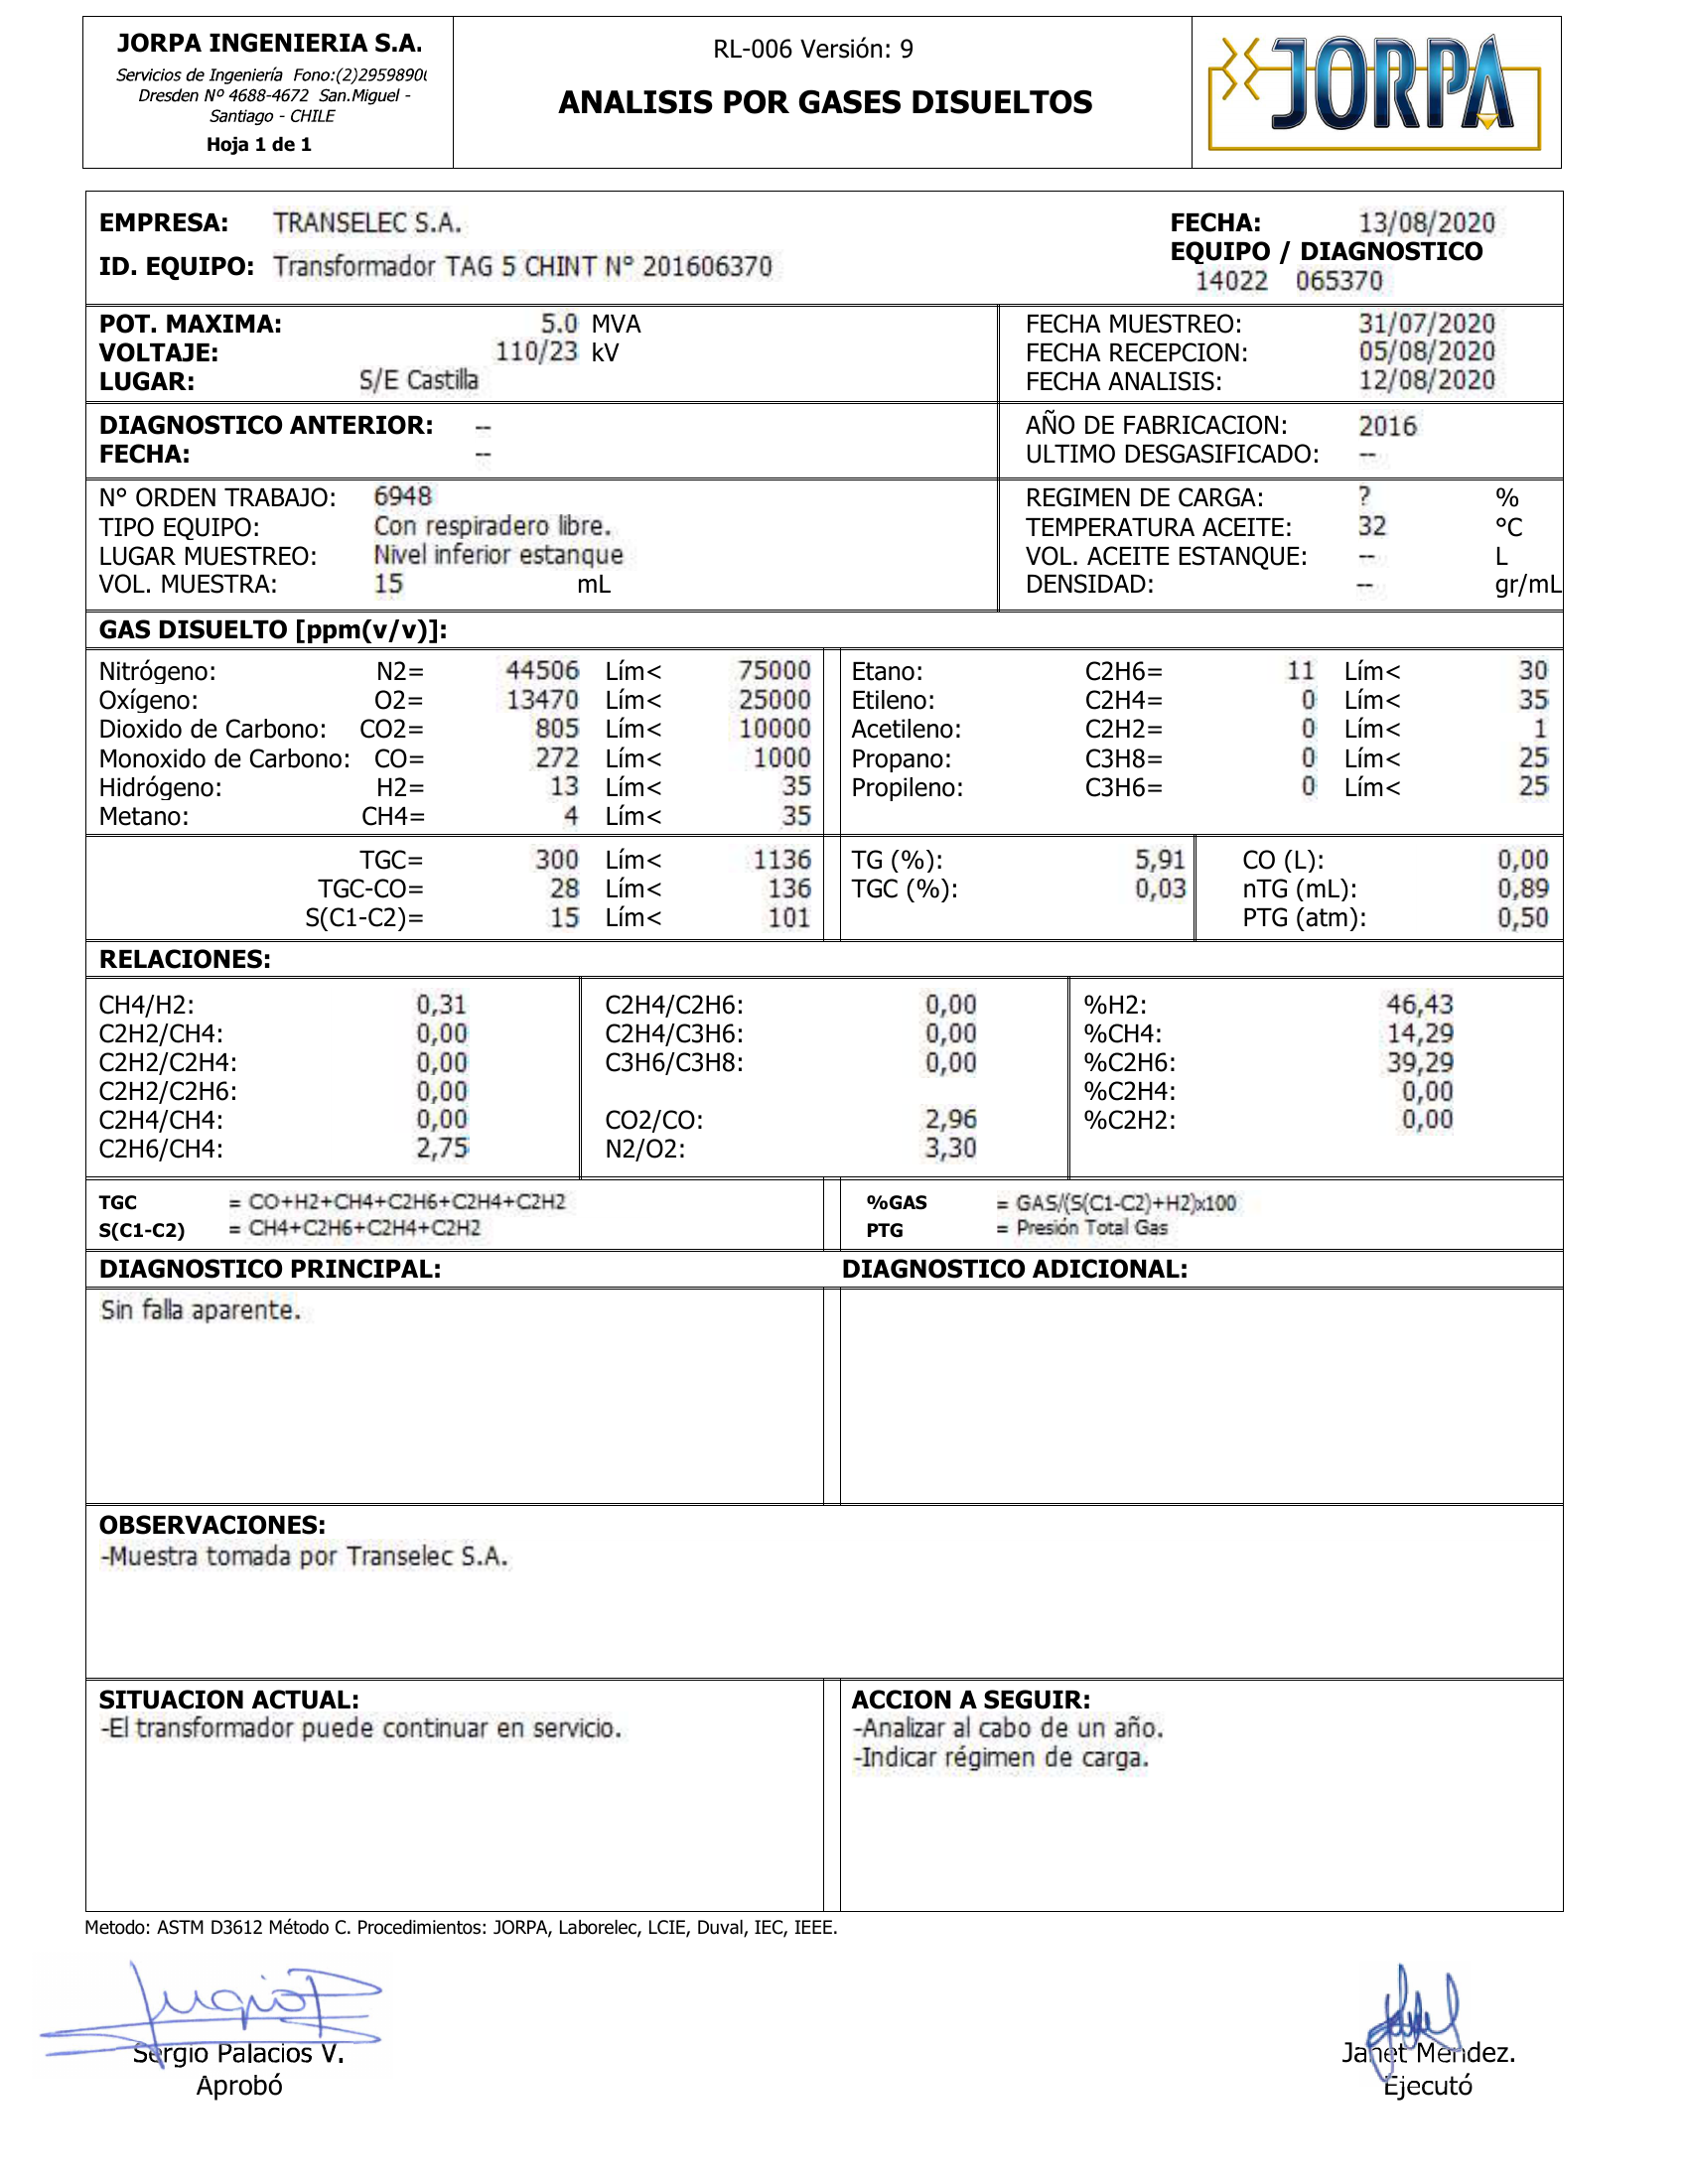 JORPA INGENIERIA S.A.
Servicios de Ingeniería Fono:(2)2959890
Dresden Nº 4688-4672 San.Miguel -
Santiago - CHILE
Hoja 1 de 1
RL-006 Versión: 9
ANALISIS POR GASES DISUELTOS
JORPA
EMPRESA: TRANSELEC S.A.
ID. EQUIPO: Transformador TAG 5 CHINT N° 201606370
FECHA: 13/08/2020
EQUIPO / DIAGNOSTICO
14022 065370
POT. MAXIMA: 5.0 MVA
VOLTAJE: 110/23 kV
LUGAR: S/E Castilla
FECHA MUESTREO: 31/07/2020
FECHA RECEPCION: 05/08/2020
FECHA ANALISIS: 12/08/2020
DIAGNOSTICO ANTERIOR: --
FECHA: --
AÑO DE FABRICACION: 2016
ULTIMO DESGASIFICADO: --
N° ORDEN TRABAJO: 6948
TIPO EQUIPO: Con respiradero libre.
LUGAR MUESTREO: Nivel inferior estanque
VOL. MUESTRA: 15 mL
REGIMEN DE CARGA: ? %
TEMPERATURA ACEITE: 32 °C
VOL. ACEITE ESTANQUE: -- L
DENSIDAD: -- gr/mL
GAS DISUELTO [ppm(v/v)]:
Nitrógeno: N2= 44506 Lím< 75000
Oxígeno: O2= 13470 Lím< 25000
Dioxido de Carbono: CO2= 805 Lím< 10000
Monoxido de Carbono: CO= 272 Lím< 1000
Hidrógeno: H2= 13 Lím< 35
Metano: CH4= 4 Lím< 35
Etano: C2H6= 11 Lím< 30
Etileno: C2H4= 0 Lím< 35
Acetileno: C2H2= 0 Lím< 1
Propano: C3H8= 0 Lím< 25
Propileno: C3H6= 0 Lím< 25
TGC= 300 Lím< 1136
TGC-CO= 28 Lím< 136
S(C1-C2)= 15 Lím< 101
TG (%): 5,91
TGC (%): 0,03
CO (L): 0,00
nTG (mL): 0,89
PTG (atm): 0,50
RELACIONES:
CH4/H2: 0,31
C2H2/CH4: 0,00
C2H2/C2H4: 0,00
C2H2/C2H6: 0,00
C2H4/CH4: 0,00
C2H6/CH4: 2,75
C2H4/C2H6: 0,00
C2H4/C3H6: 0,00
C3H6/C3H8: 0,00
CO2/CO: 2,96
N2/O2: 3,30
%H2: 46,43
%CH4: 14,29
%C2H6: 39,29
%C2H4: 0,00
%C2H2: 0,00
TGC = CO+H2+CH4+C2H6+C2H4+C2H2
S(C1-C2) = CH4+C2H6+C2H4+C2H2
%GAS = GAS/(S(C1-C2)+H2)x100
PTG = Presión Total Gas
DIAGNOSTICO PRINCIPAL:
Sin falla aparente.
DIAGNOSTICO ADICIONAL:
OBSERVACIONES:
-Muestra tomada por Transelec S.A.
SITUACION ACTUAL:
-El transformador puede continuar en servicio.
ACCION A SEGUIR:
-Analizar al cabo de un año.
-Indicar régimen de carga.
Metodo: ASTM D3612 Método C. Procedimientos: JORPA, Laborelec, LCIE, Duval, IEC, IEEE.
Sergio Palacios V.
Aprobó
Janet Mendez.
Ejecutó